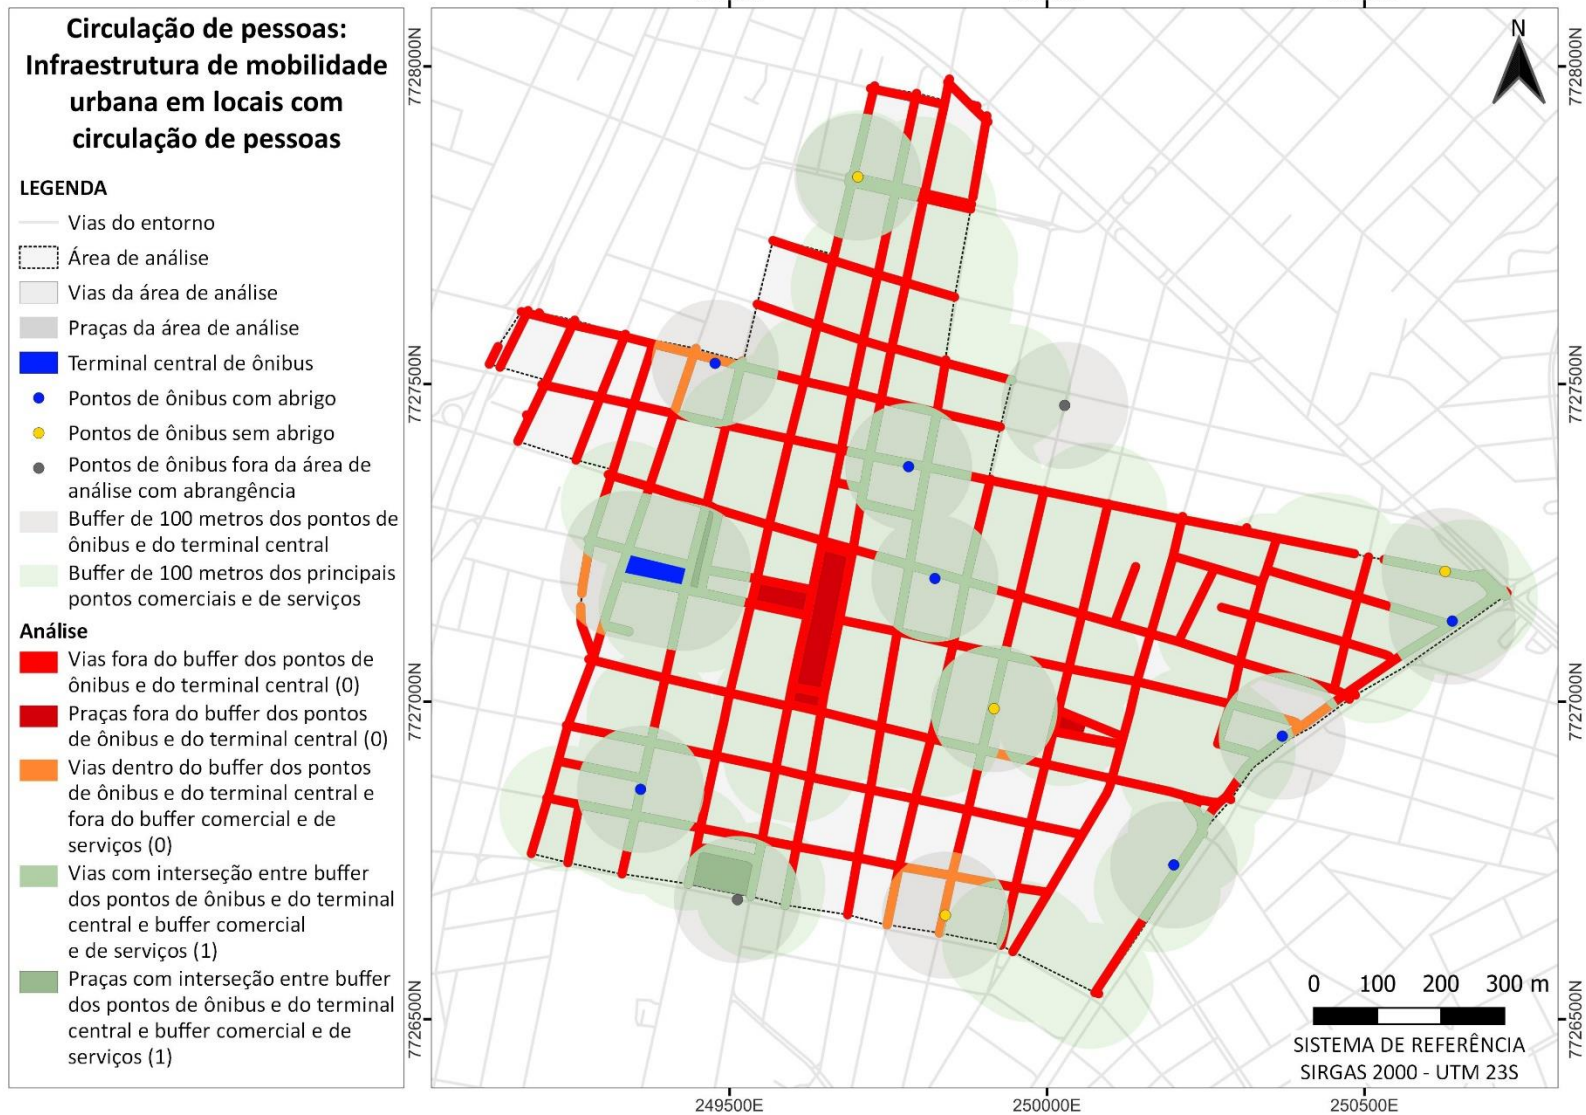 Circulação de pessoas:
Infraestrutura de mobilidade
urbana em locais com
circulação de pessoas
LEGENDA
Vias do entorno
Área de análise
Vias da área de análise
Praças da área de análise
Terminal central de ônibus
Pontos de ônibus com abrigo
Pontos de ônibus sem abrigo
Pontos de ônibus fora da área de
análise com abrangência
Buffer de 100 metros dos pontos de
ônibus e do terminal central
Buffer de 100 metros dos principais
pontos comerciais e de serviços
Análise
Vias fora do buffer dos pontos de
ônibus e do terminal central (0)
Praças fora do buffer dos pontos
de ônibus e do terminal central (0)
Vias dentro do buffer dos pontos
de ônibus e do terminal central e
fora do buffer comercial e de
serviços (0)
Vias com interseção entre buffer
dos pontos de ônibus e do terminal
central e buffer comercial
e de serviços (1)
Praças com interseção entre buffer
dos pontos de ônibus e do terminal
central e buffer comercial e de
serviços (1)
7728000N
7727500N
7727000N
7726500N
N
7728000N
7727500N
7727000N
7726500N
0 100 200 300 m
SISTEMA DE REFERÊNCIA
SIRGAS 2000 - UTM 23S
249500E
250000E
250500E